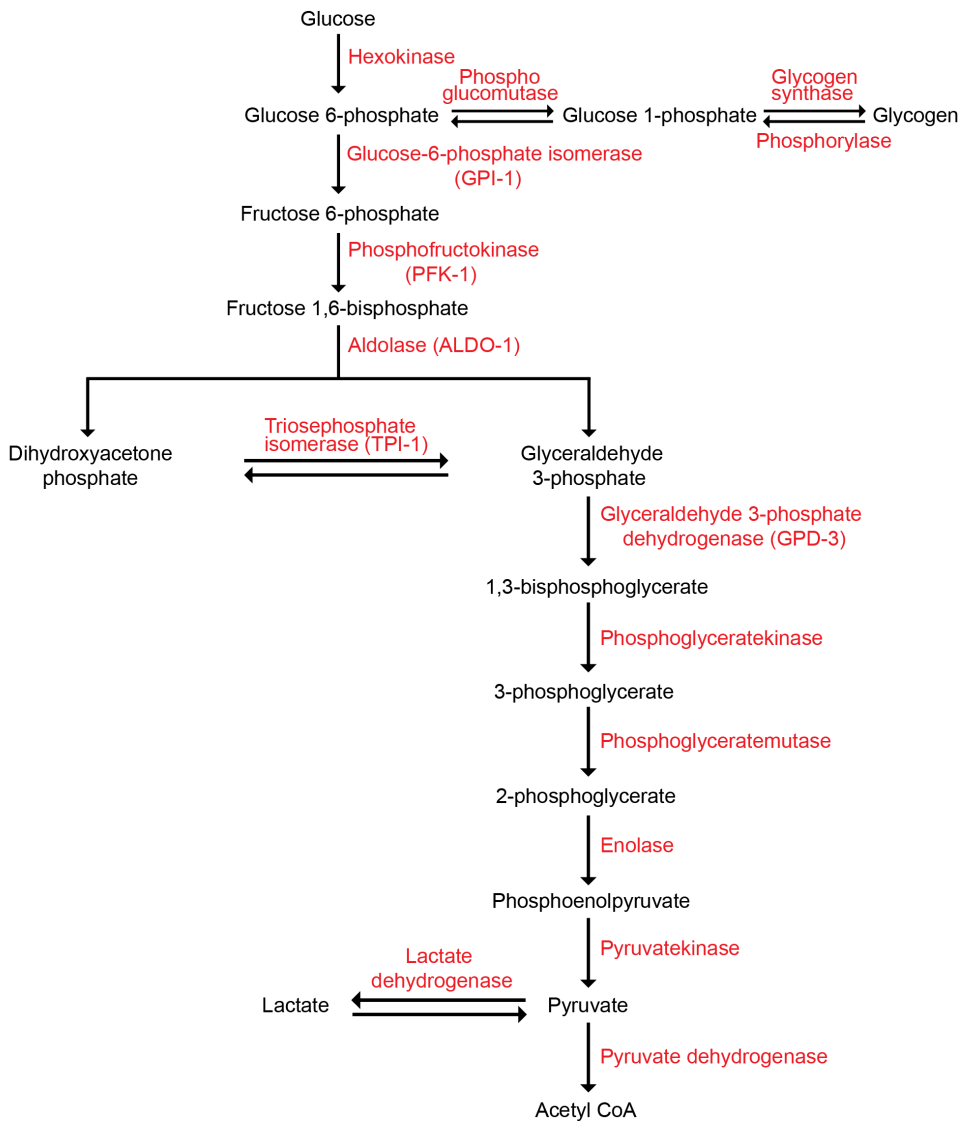 Glucose
Hexokinase
Phospho
glucomutase
Glycogen
synthase
Glucose 6-phosphate
Glucose 1-phosphate
Glycogen
Phosphorylase
Glucose-6-phosphate isomerase
(GPI-1)
Fructose 6-phosphate
Phosphofructokinase
(PFK-1)
Fructose 1,6-bisphosphate
Aldolase (ALDO-1)
Triosephosphate
isomerase (TPI-1)
Dihydroxyacetone
phosphate
Glyceraldehyde
3-phosphate
Glyceraldehyde 3-phosphate
dehydrogenase (GPD-3)
1,3-bisphosphoglycerate
Phosphoglyceratekinase
3-phosphoglycerate
Phosphoglyceratemutase
2-phosphoglycerate
Enolase
Phosphoenolpyruvate
Pyruvatekinase
Lactate
dehydrogenase
Lactate
Pyruvate
Pyruvate dehydrogenase
Acetyl CoA